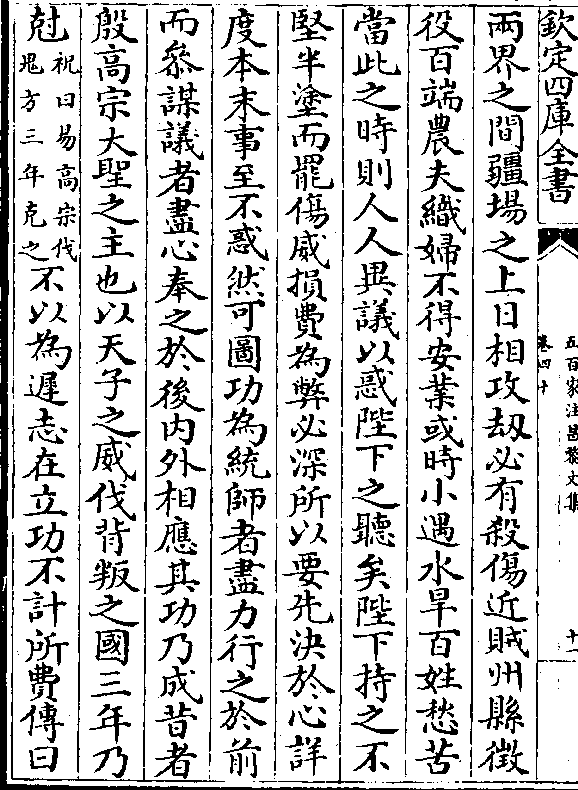 欽定四庫全書
五百家注昌黎文集
卷四十
十一
兩界之間疆場之上日相攻刼必有殺傷近賊州縣徴
役百端農夫織婦不得安業或時小遇水旱百姓愁苦
當此之時則人人異議以惑陛下之聽矣陛下持之不
堅半塗而罷傷威損費為弊必深所以要先決於心詳
度本末事至不惑然可圖功為統師者盡力行之於前
而叅謀議者盡心奉之於後内外相應其功乃成昔者
殷高宗大聖之主也以天子之威伐背叛之國三年乃
尅祝曰易高宗伐鬼方三年克之不以為遲志在立功不計所費傳曰